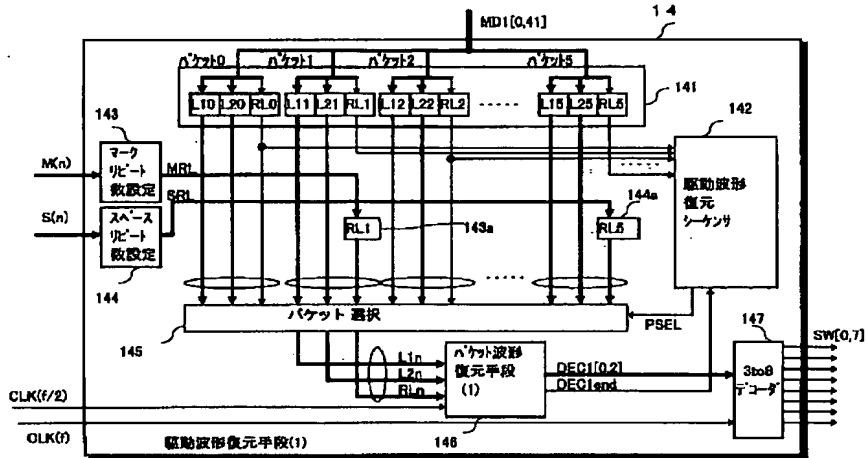 MD1[0,41]
14
ﾊﾟｹｯﾄ0 ﾊﾟｹｯﾄ1 ﾊﾟｹｯﾄ2 ﾊﾟｹｯﾄ5
L10 L20 RL0 L11 L21 RL1 L12 L22 RL2 ‥‥‥ L15 L25 RL5
141
142
143
M(n)
マーク
リピート
数設定
MRL
S(n)
スペース
リピート
数設定
SRL
144
RL1
143a
RL5
144a
駆動波形
復元
シーケンサ
パケット 選択
145
PSEL
L1n
L2n
RLn
ﾊﾟｹｯﾄ波形
復元手段
(1)
146
DEC1[0,2]
DEC1end
147
3to8
デコーダ
SW[0,7]
CLK(f/2)
CLK(f)
駆動波形復元手段(1)